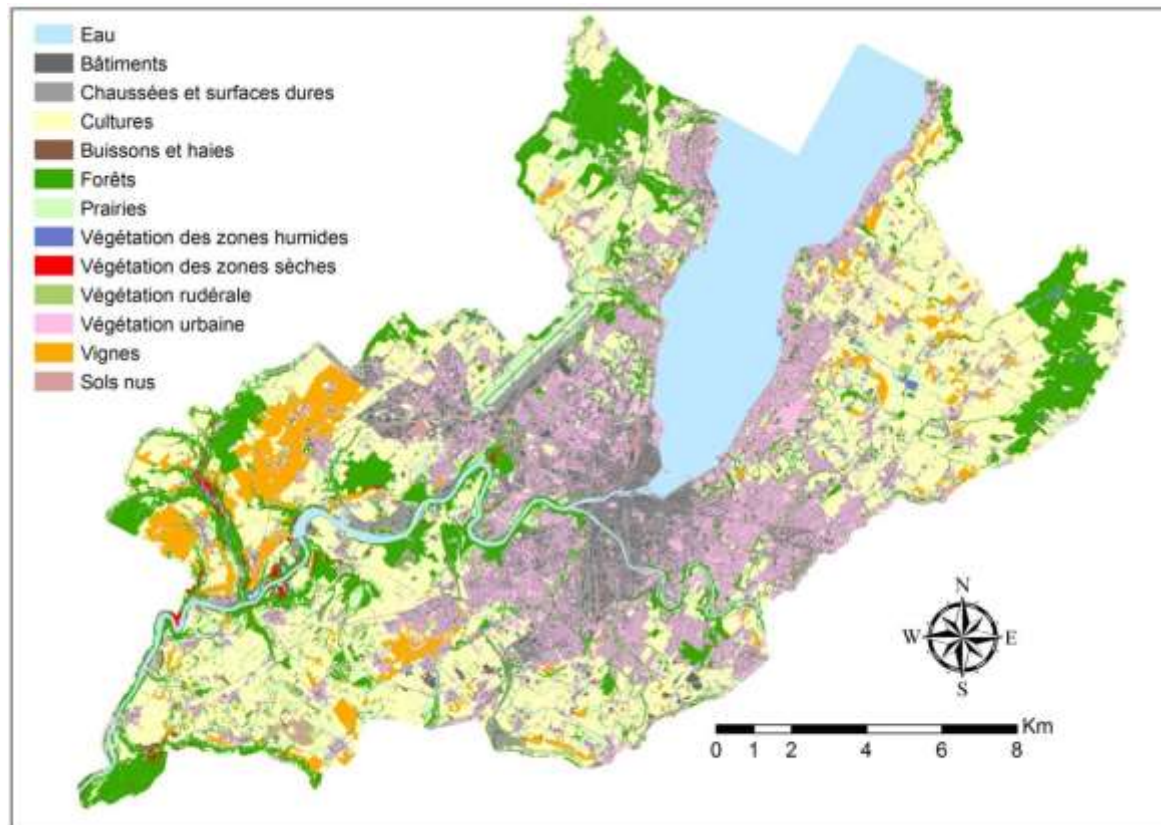 Eau
Bâtiments
Chaussées et surfaces dures
Cultures
Buissons et haies
Forêts
Prairies
Végétation des zones humides
Végétation des zones sèches
Végétation rudérale
Végétation urbaine
Vignes
Sols nus
N
W E
S
Km
0 1 2 4 6 8